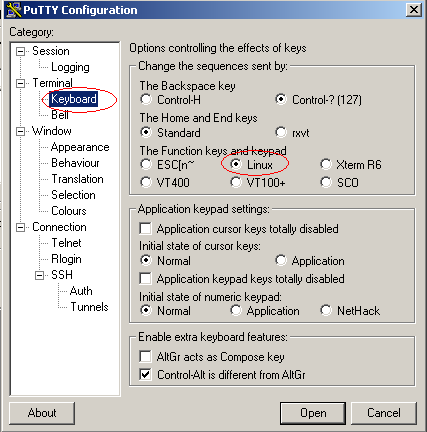 PuTTY Configuration
Category:
Session
Logging
Terminal
Keyboard
Bell
Window
Appearance
Behaviour
Translation
Selection
Colours
Connection
Telnet
Rlogin
SSH
Auth
Tunnels
Options controlling the effects of keys
Change the sequences sent by:
The Backspace key
Control-H Control-? (127)
The Home and End keys
Standard rxvt
The Function keys and keypad
ESC[n~ Linux Xterm R6
VT400 VT100+ SCO
Application keypad settings:
Application cursor keys totally disabled
Initial state of cursor keys:
Normal Application
Application keypad keys totally disabled
Initial state of numeric keypad:
Normal Application NetHack
Enable extra keyboard features:
AltGr acts as Compose key
Control-Alt is different from AltGr
About Open Cancel